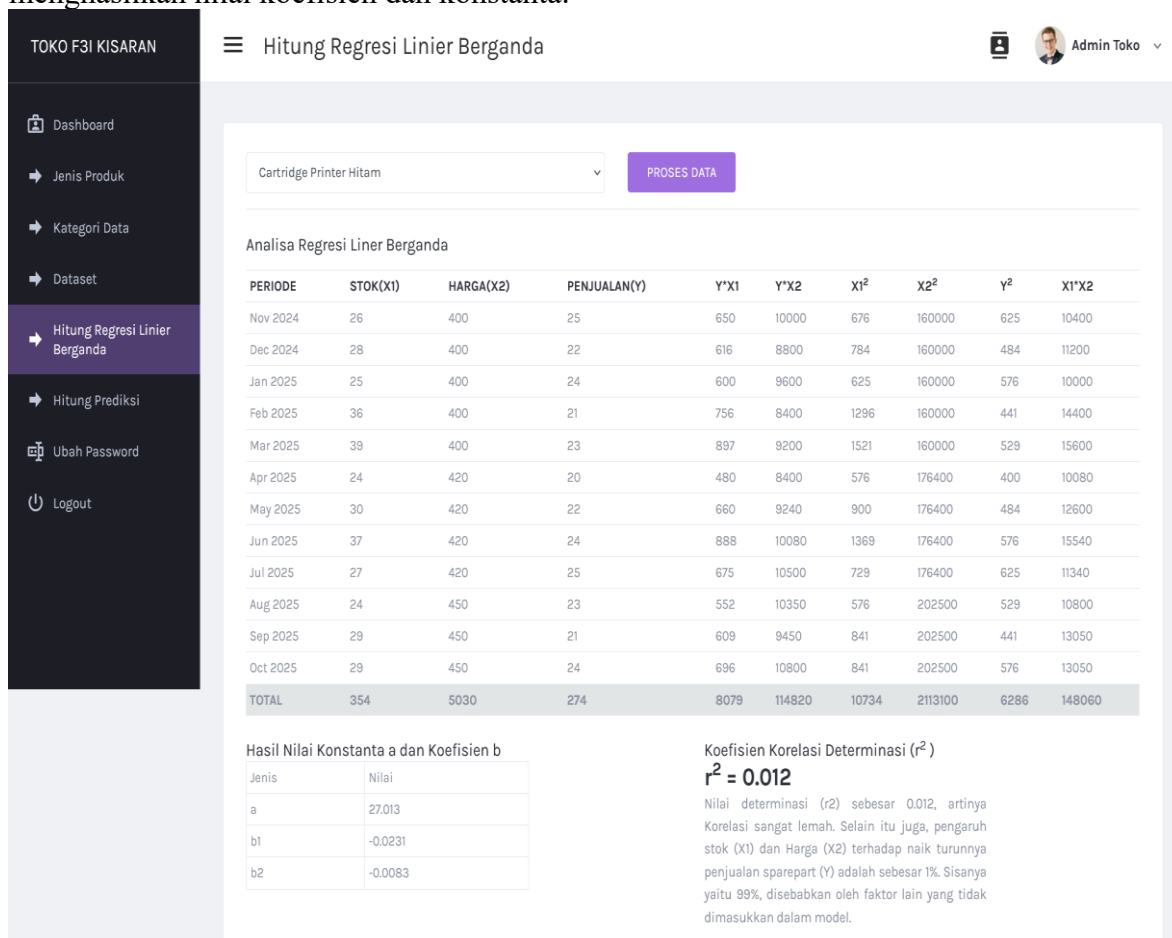 menghasilkan nilai koefisien dan konstanta.
TOKO F3I KISARAN
Hitung Regresi Linier Berganda
Admin Toko
Dashboard
Jenis Produk
Kategori Data
Dataset
Hitung Regresi Linier
Berganda
Hitung Prediksi
Ubah Password
Logout
Cartridge Printer Hitam
PROSES DATA
Analisa Regresi Liner Berganda
PERIODE STOK(X1) HARGA(X2) PENJUALAN(Y) Y*X1 Y*X2 X1² X2² Y² X1*X2
Nov 2024 26 400 25 650 10000 676 160000 625 10400
Dec 2024 28 400 22 616 8800 784 160000 484 11200
Jan 2025 25 400 24 600 9600 625 160000 576 10000
Feb 2025 36 400 21 756 8400 1296 160000 441 14400
Mar 2025 39 400 23 897 9200 1521 160000 529 15600
Apr 2025 24 420 20 480 8400 576 176400 400 10080
May 2025 30 420 22 660 9240 900 176400 484 12600
Jun 2025 37 420 24 888 10080 1369 176400 576 15540
Jul 2025 27 420 25 675 10500 729 176400 625 11340
Aug 2025 24 450 23 552 10350 576 202500 529 10800
Sep 2025 29 450 21 609 9450 841 202500 441 13050
Oct 2025 29 450 24 696 10800 841 202500 576 13050
TOTAL 354 5030 274 8079 114820 10734 2113100 6286 148060
Hasil Nilai Konstanta a dan Koefisien b
Jenis Nilai
a 27.013
b1 -0.0231
b2 -0.0083
Koefisien Korelasi Determinasi (r² )
r² = 0.012
Nilai determinasi (r2) sebesar 0.012, artinya
Korelasi sangat lemah. Selain itu juga, pengaruh
stok (X1) dan Harga (X2) terhadap naik turunnya
penjualan sparepart (Y) adalah sebesar 1%. Sisanya
yaitu 99%, disebabkan oleh faktor lain yang tidak
dimasukkan dalam model.